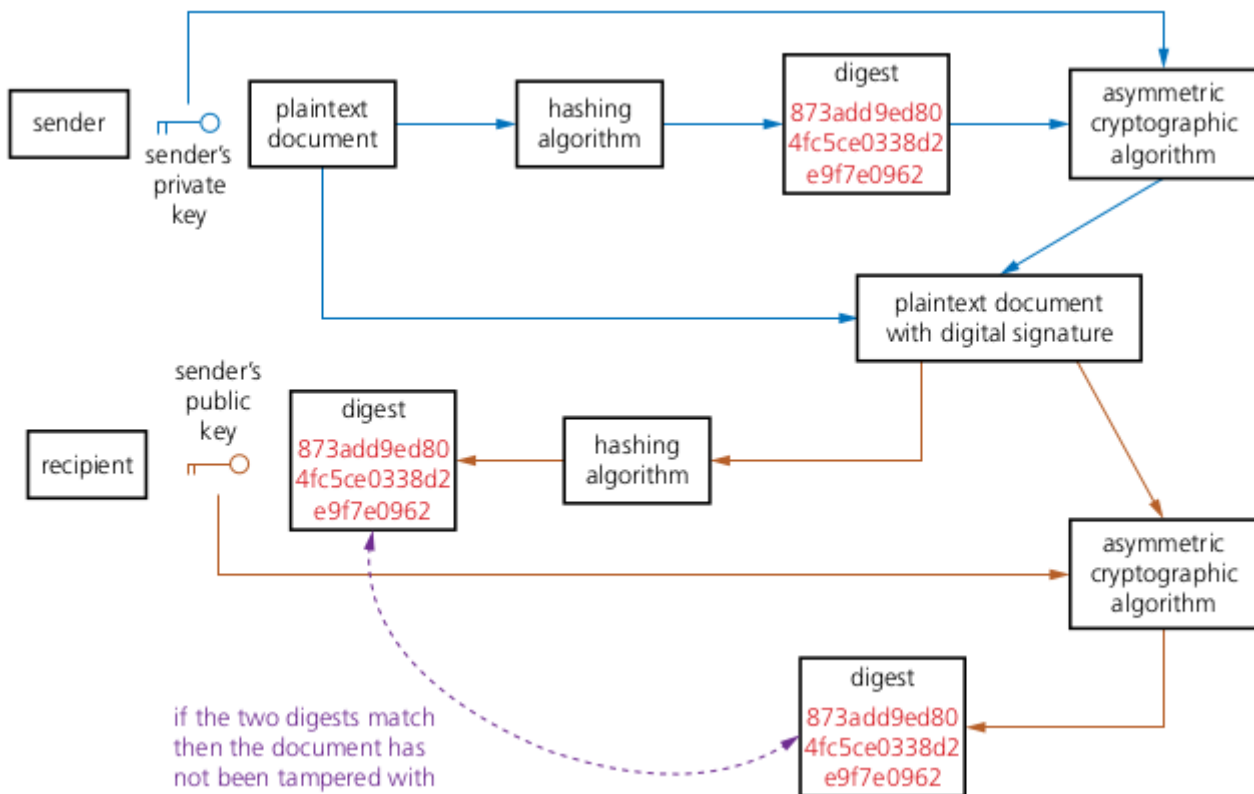 sender
sender's
private
key
plaintext
document
hashing
algorithm
digest
873add9ed80
4fc5ce0338d2
e9f7e0962
asymmetric
cryptographic
algorithm
plaintext document
with digital signature
recipient
sender's
public
key
digest
873add9ed80
4fc5ce0338d2
e9f7e0962
hashing
algorithm
asymmetric
cryptographic
algorithm
if the two digests match
then the document has
not been tampered with
digest
873add9ed80
4fc5ce0338d2
e9f7e0962